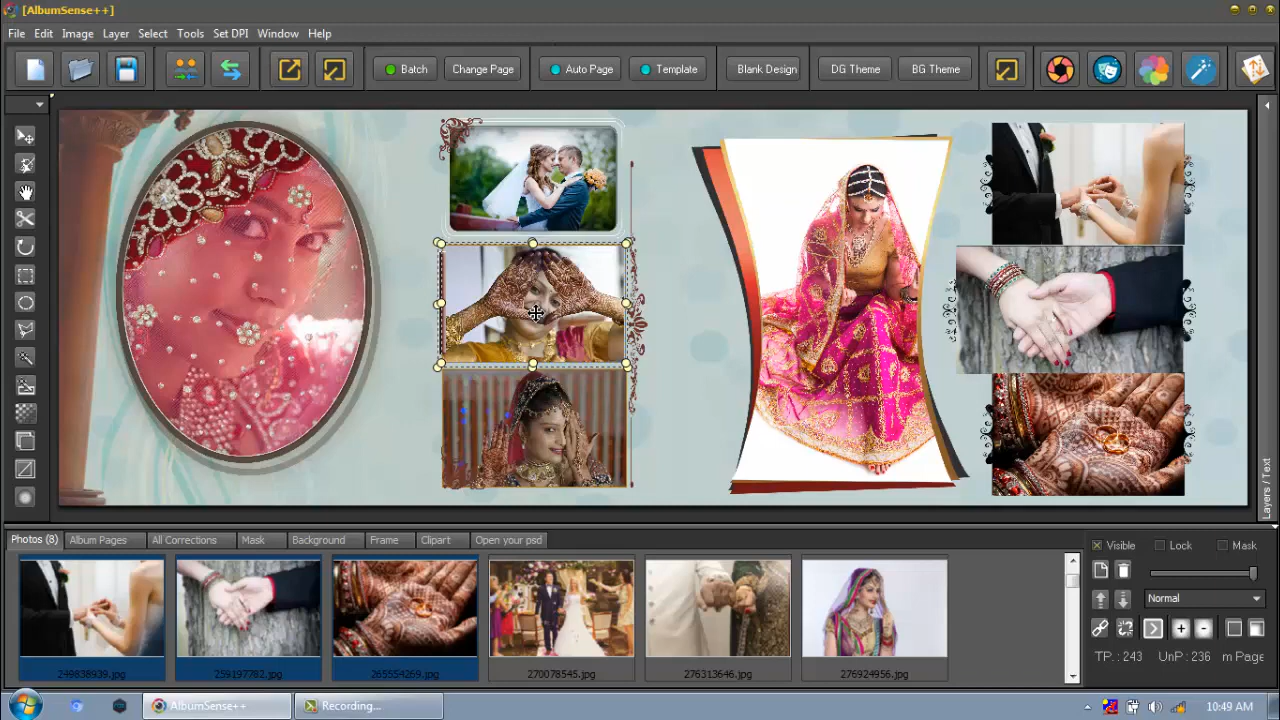 [AlbumSense++]
File Edit Image Layer Select Tools Set DPI Window Help
Batch Change Page Auto Page Template Blank Design DG Theme BG Theme
Layers / Text
Photos (8) Album Pages All Corrections Mask Background Frame Clipart Open your psd
Visible Lock Mask
Normal
249838939.jpg 259197782.jpg 265554269.jpg 270078545.jpg 276313646.jpg 276924956.jpg
TP.: 243 UnP.: 236 m Page
AlbumSense++ Recording... 10:49 AM